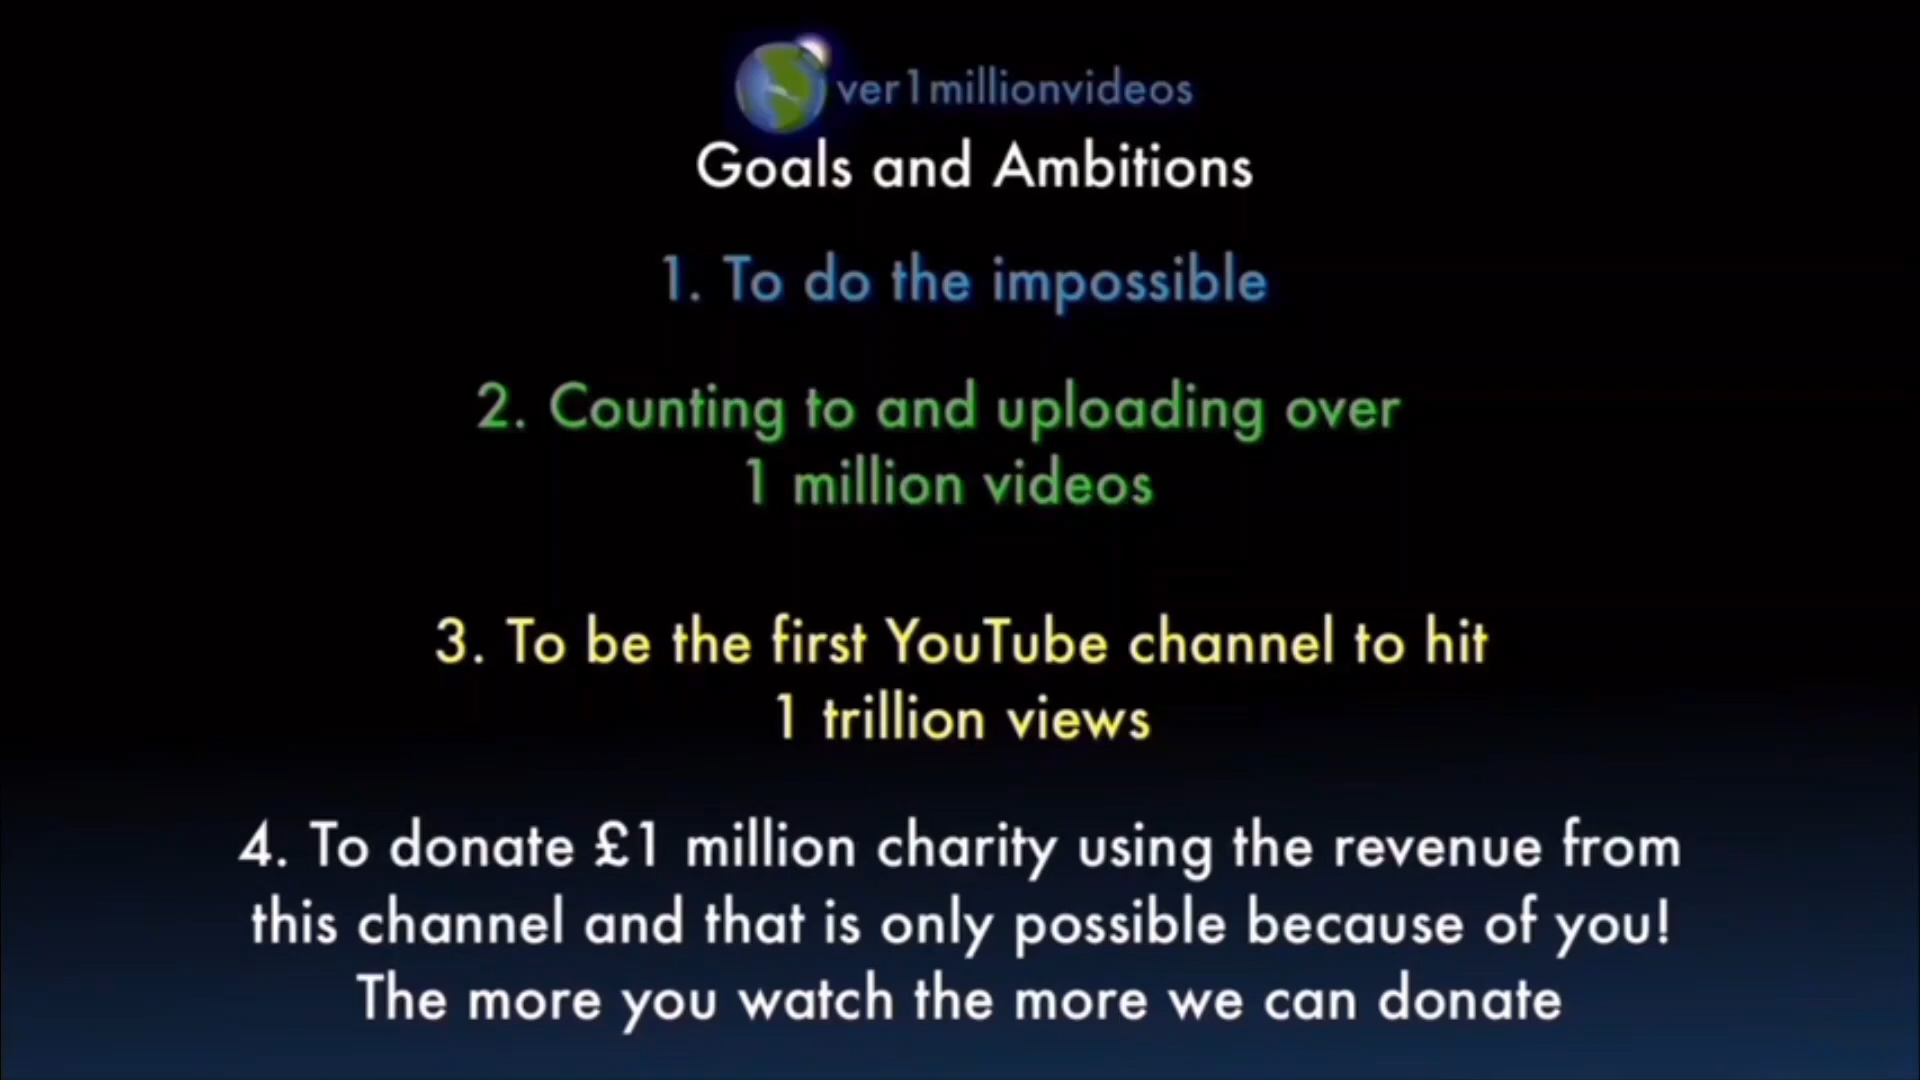 ver1millionvideos
Goals and Ambitions
1. To do the impossible
2. Counting to and uploading over
1 million videos
3. To be the first YouTube channel to hit
1 trillion views
4. To donate £1 million charity using the revenue from
this channel and that is only possible because of you!
The more you watch the more we can donate